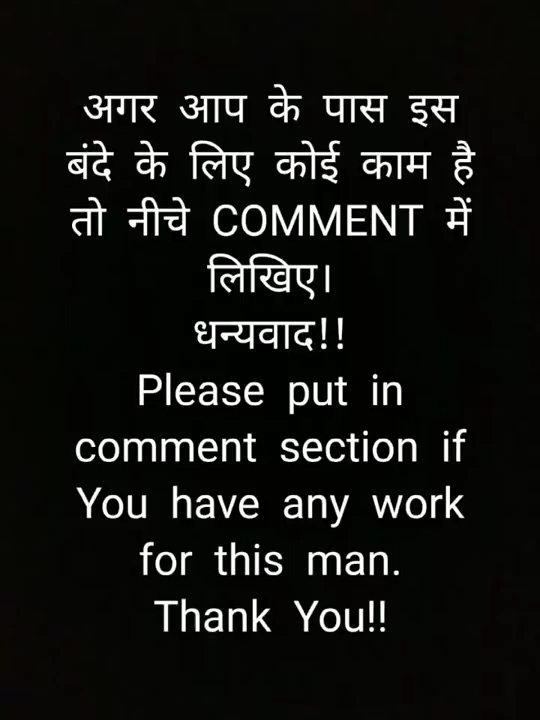 अगर आप के पास इस
बंदे के लिए कोई काम है
तो नीचे COMMENT में
लिखिए।
धन्यवाद!!
Please put in
comment section if
You have any work
for this man.
Thank You!!